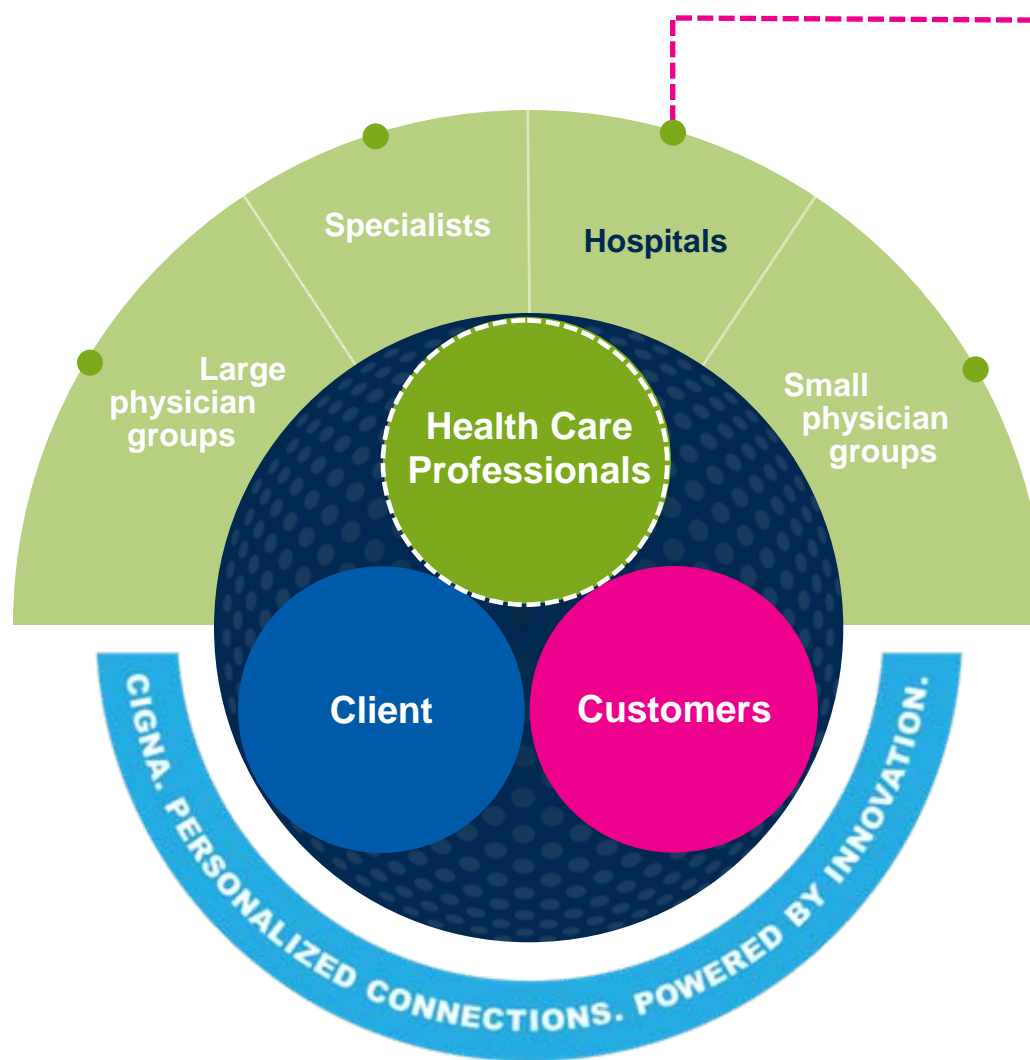 Specialists
Hospitals
Large
physician
groups
Small
physician
groups
Health Care
Professionals
Client
Customers
CIGNA. PERSONALIZED CONNECTIONS. POWERED BY INNOVATION.